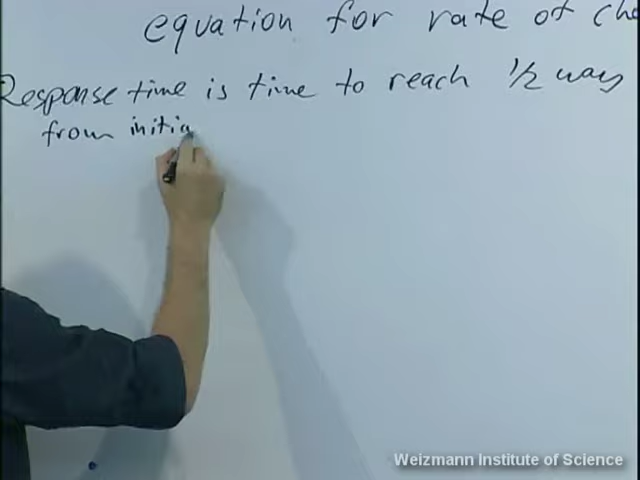 equation for rate of cha
Response time is time to reach 1/2 way
from initia
Weizmann Institute of Science